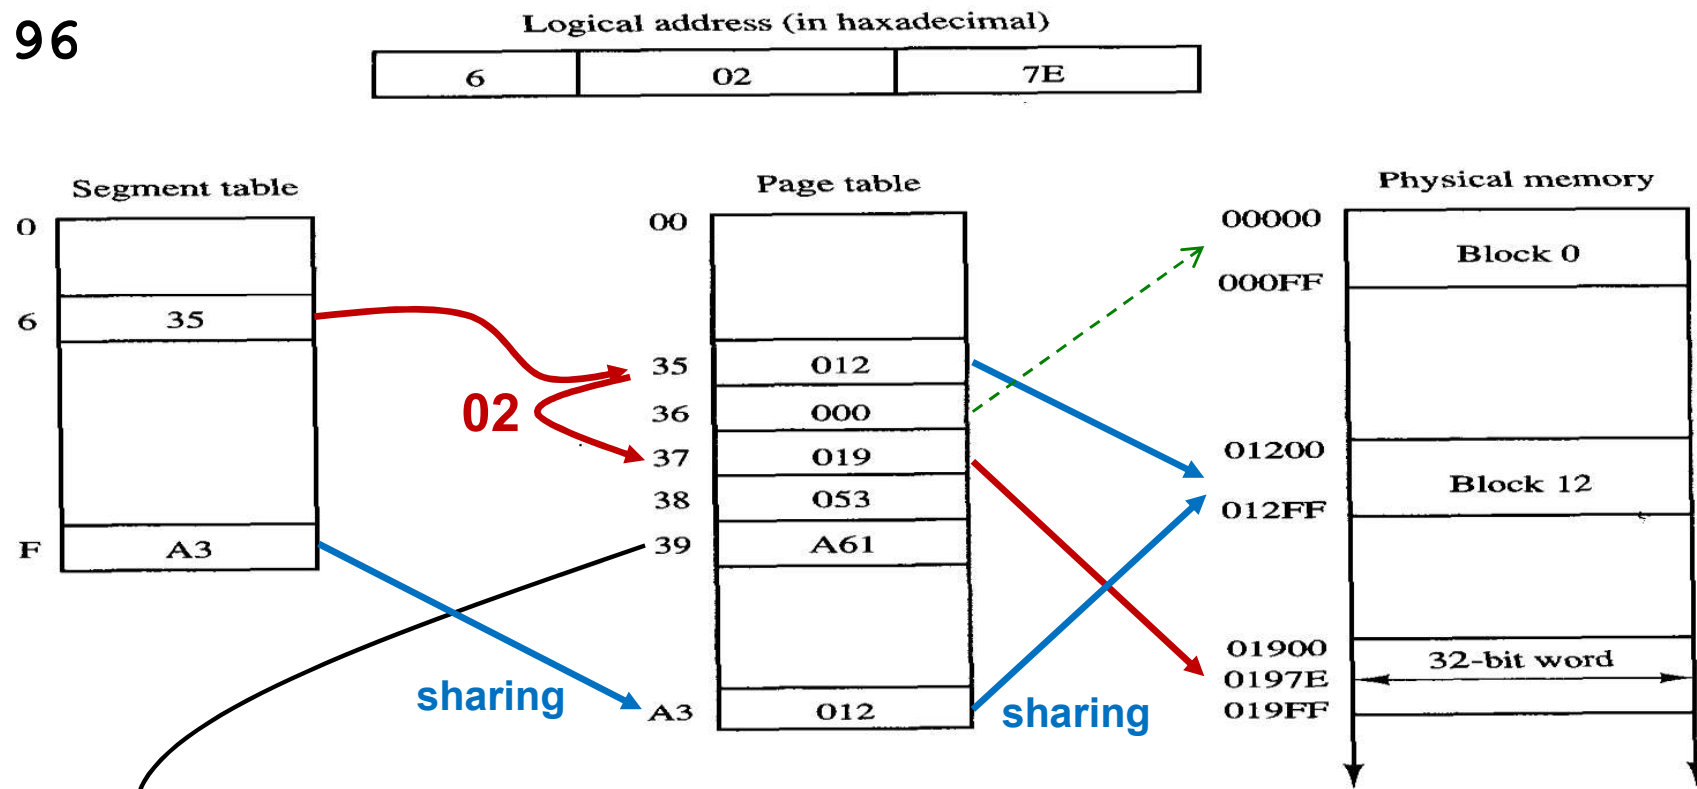 96
Logical address (in haxadecimal)
6 02 7E
Segment table
0
6 35
F A3
02
sharing
Page table
00
35 012
36 000
37 019
38 053
39 A61
A3 012
sharing
Physical memory
00000
Block 0
000FF
01200
Block 12
012FF
01900
32-bit word
0197E
019FF